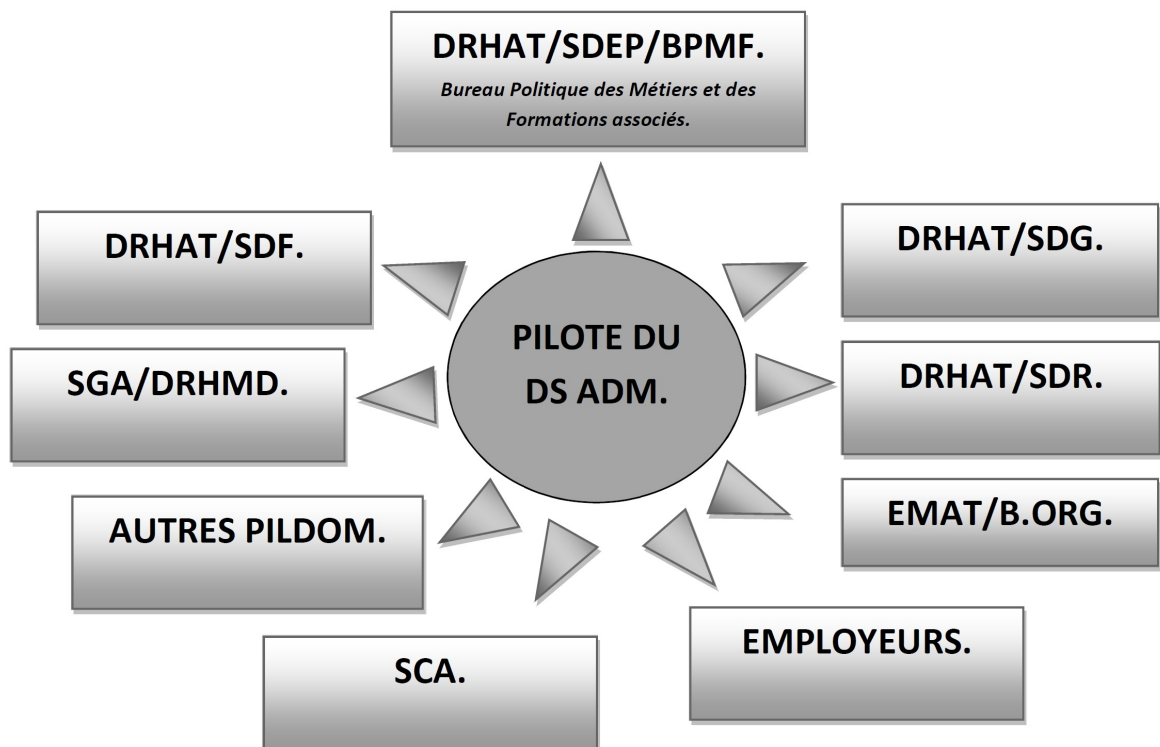 DRHAT/SDEP/BPMF.
Bureau Politique des Métiers et des
Formations associés.
DRHAT/SDF.
DRHAT/SDG.
PILOTE DU
DS ADM.
SGA/DRHMD.
DRHAT/SDR.
AUTRES PILDOM.
EMAT/B.ORG.
SCA.
EMPLOYEURS.